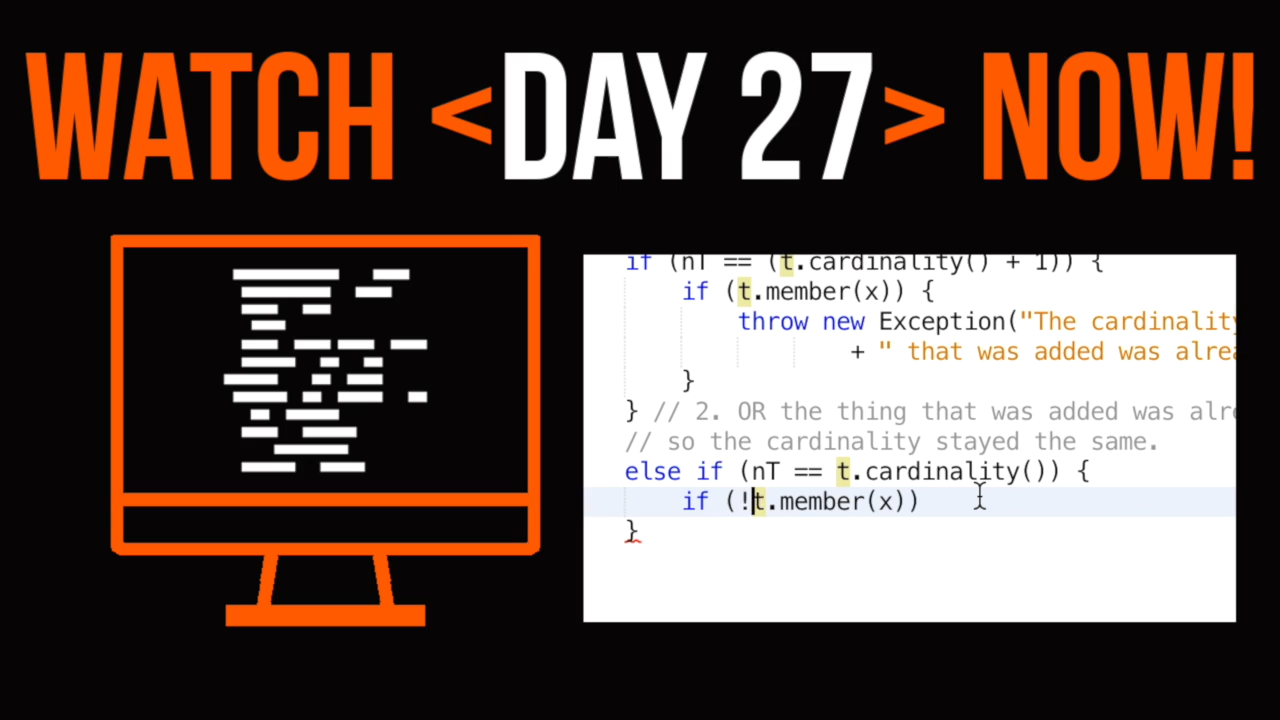 WATCH <DAY 27> NOW!
if (nT == (t.cardinality() + 1)) {
if (t.member(x)) {
throw new Exception("The cardinality
+ " that was added was
} // 2. OR the thing that was added was
// so the cardinality stayed the same.
else if (nT == t.cardinality()) {
if (!t.member(x))
}